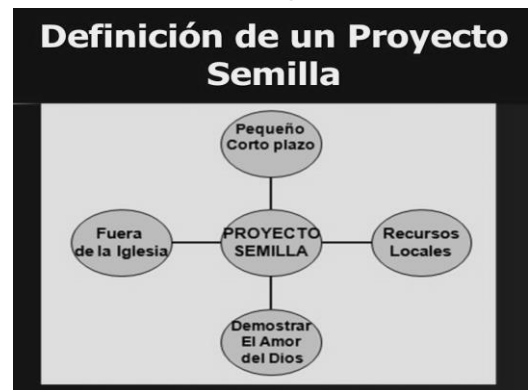 Definición de un Proyecto
Semilla
Pequeño
Corto plazo
Fuera
de la Iglesia
PROYECTO
SEMILLA
Recursos
Locales
Demostrar
El Amor
del Dios